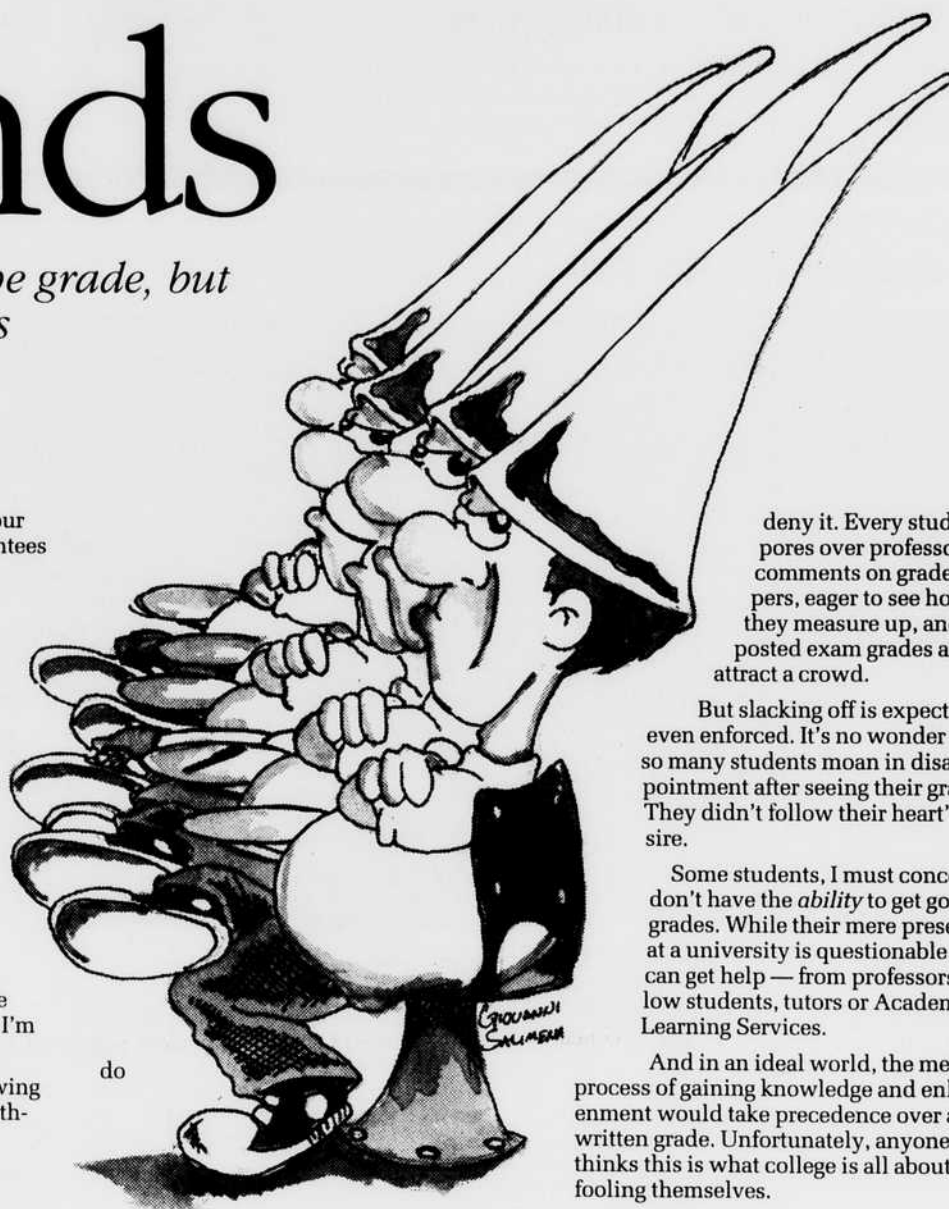 nds
he grade, but
s
our
ntees
e
I'm
do
ving
th-
GIOVANNI
SALIMENA
deny it. Every stud
pores over professo
comments on grade
pers, eager to see ho
they measure up, an
posted exam grades a
attract a crowd.
But slacking off is expect
even enforced. It's no wonder
so many students moan in disa
pointment after seeing their gra
They didn't follow their heart'
sire.
Some students, I must conc
don't have the ability to get go
grades. While their mere prese
at a university is questionable
can get help — from professors
low students, tutors or Academ
Learning Services.
And in an ideal world, the me
process of gaining knowledge and enl
enment would take precedence over a
written grade. Unfortunately, anyone
thinks this is what college is all about
fooling themselves.